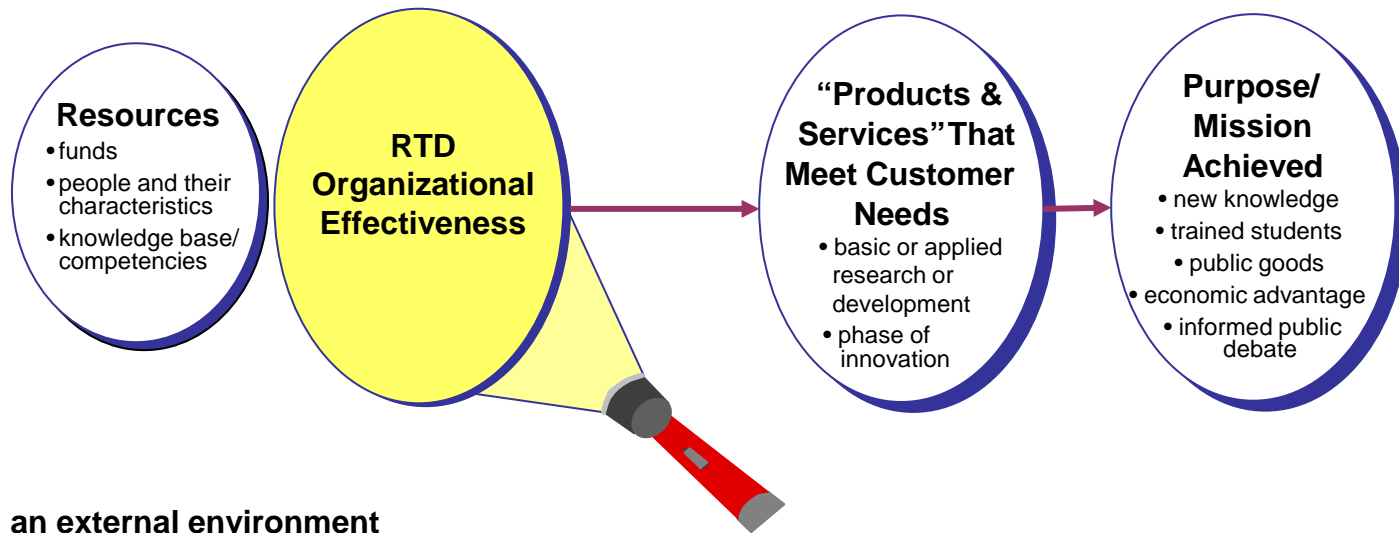 Resources
• funds
• people and their
characteristics
• knowledge base/
competencies
RTD
Organizational
Effectiveness
“Products &
Services”That
Meet Customer
Needs
• basic or applied
research or
development
• phase of
innovation
Purpose/
Mission
Achieved
• new knowledge
• trained students
• public goods
• economic advantage
• informed public
debate
an external environment